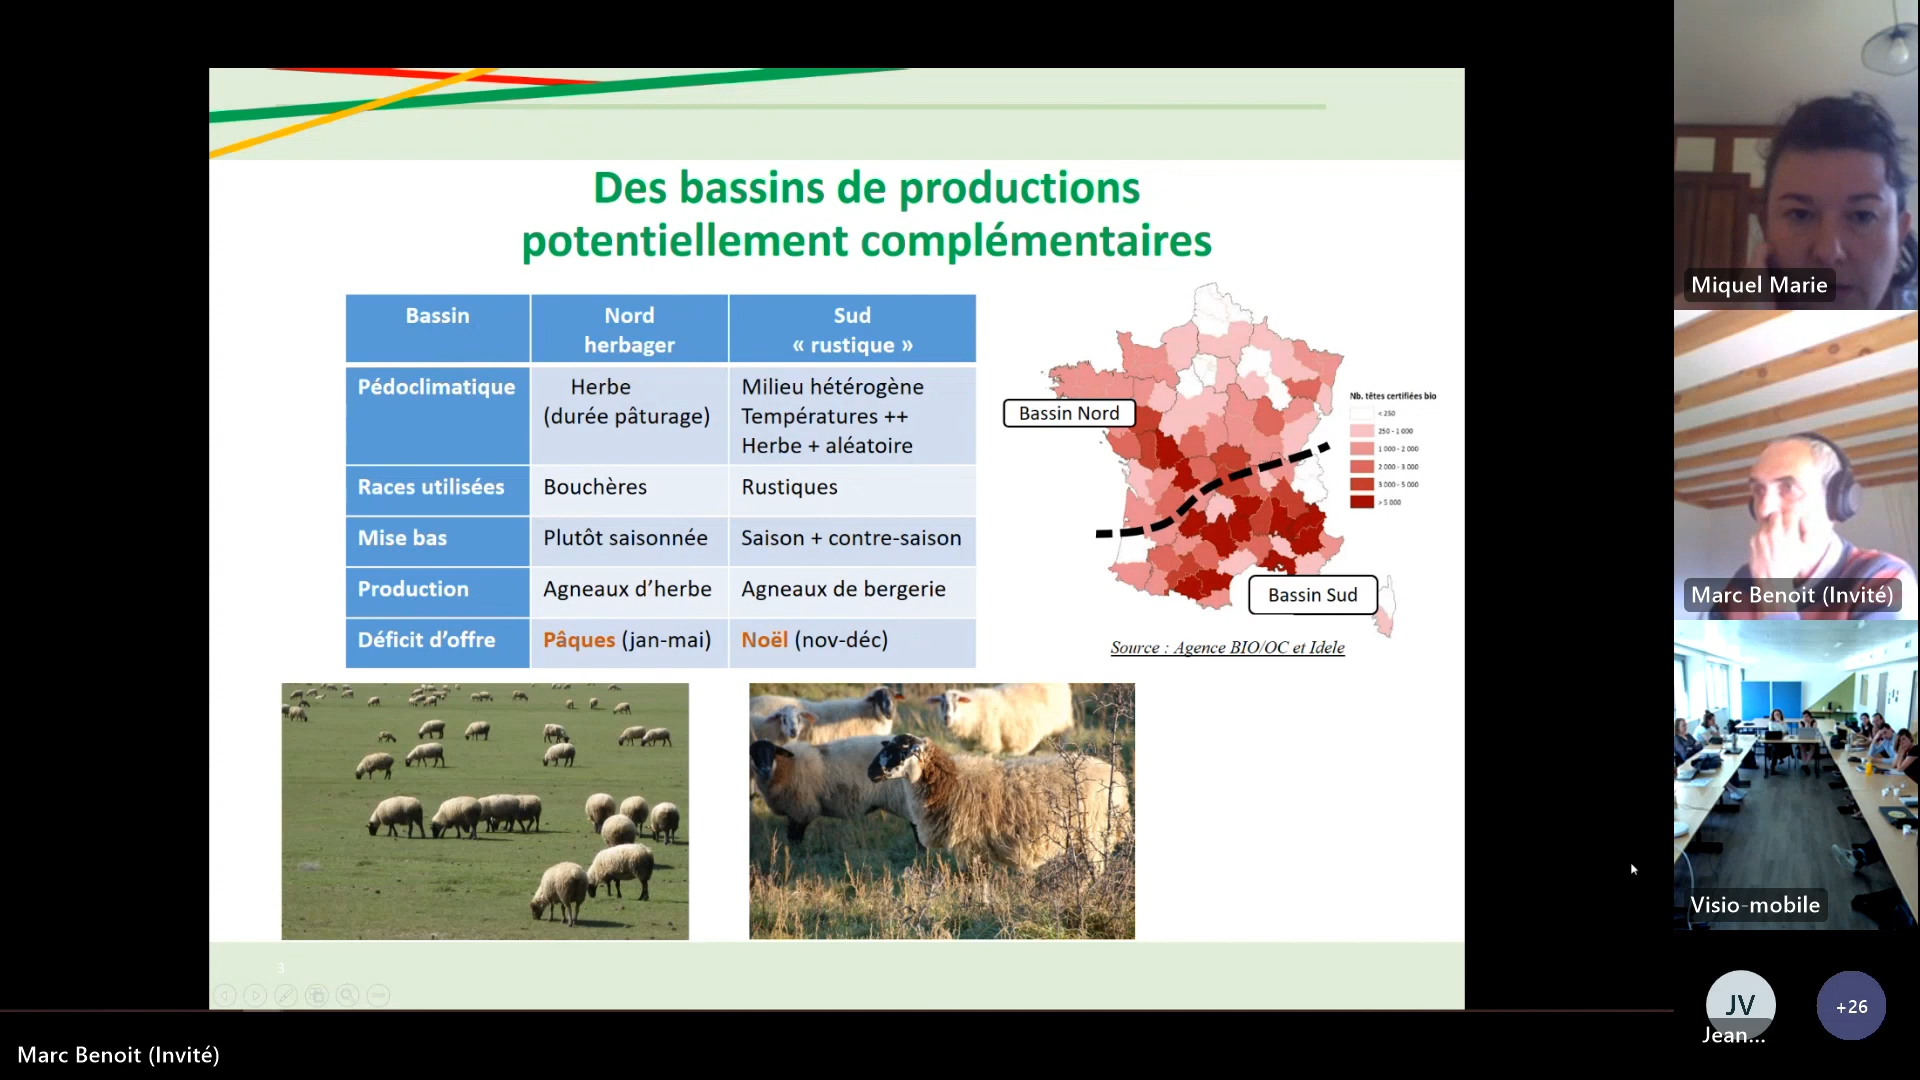 Des bassins de productions
potentiellement complémentaires
Bassin
Nord
herbager
Sud
« rustique »
Pédoclimatique
Herbe
(durée pâturage)
Milieu hétérogène
Températures ++
Herbe + aléatoire
Races utilisées
Bouchères
Rustiques
Mise bas
Plutôt saisonnée
Saison + contre-saison
Production
Agneaux d'herbe
Agneaux de bergerie
Déficit d'offre
Pâques (jan-mai)
Noël (nov-déc)
Bassin Nord
Bassin Sud
Nb. têtes certifiées bio
< 250
250 - 1 000
1 000 - 2 000
2 000 - 3 000
3 000 - 5 000
> 5 000
Source : Agence BIO/OC et Idele
3
Miquel Marie
Marc Benoit (Invité)
Visio-mobile
JV
Jean...
+26
Marc Benoit (Invité)